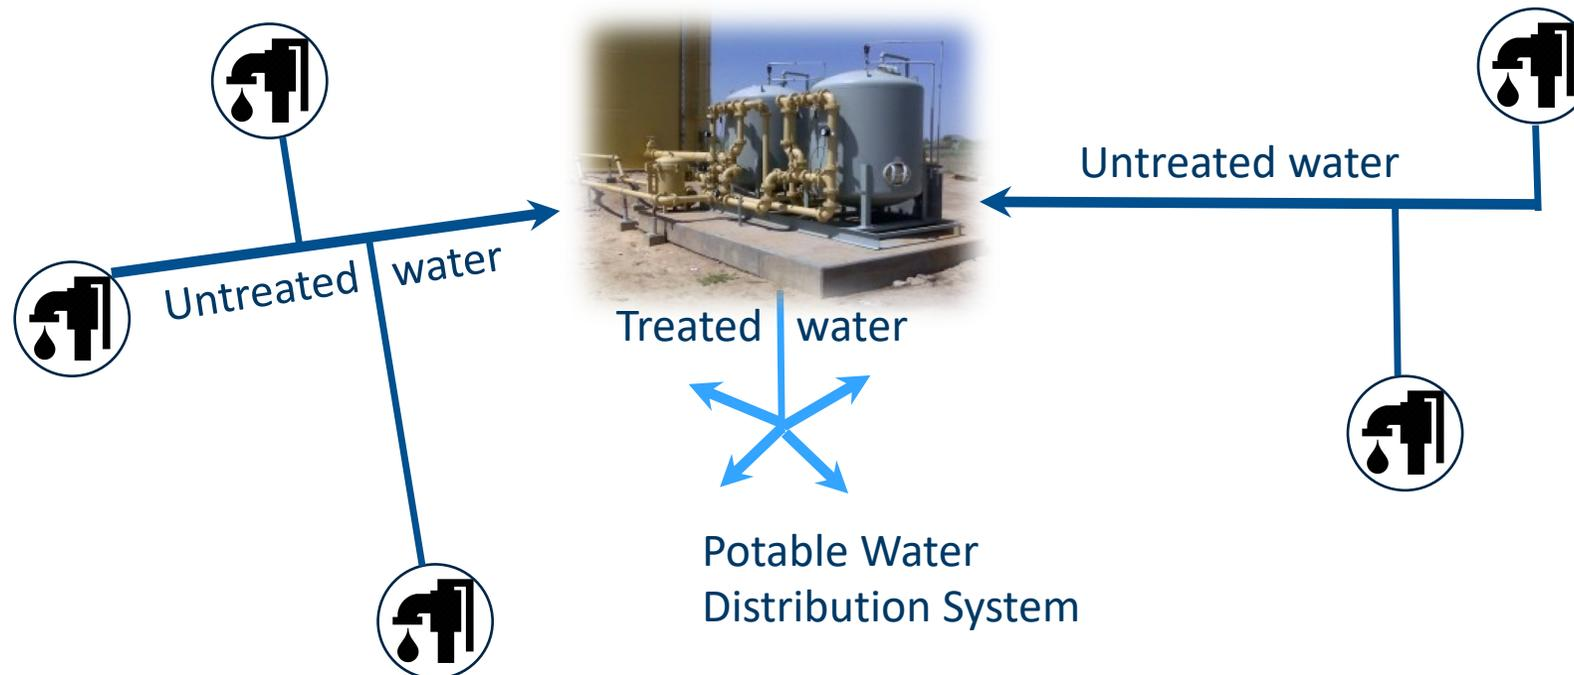 Untreated water
Untreated water
Treated water
Potable Water
Distribution System